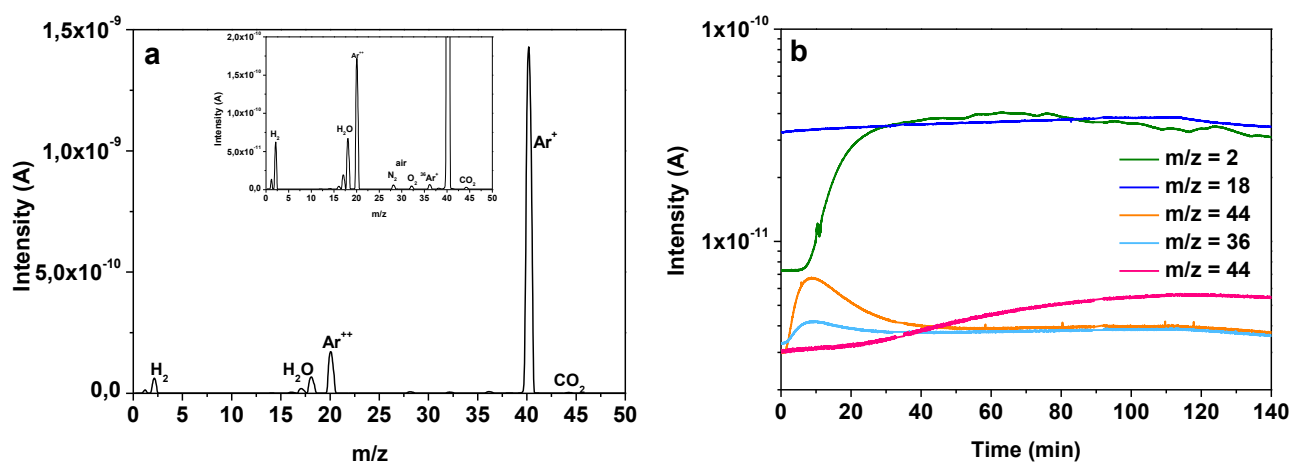 a
1,5x10⁻⁹
1,0x10⁻⁹
5,0x10⁻¹⁰
0,0
Intensity (A)
0 5 10 15 20 25 30 35 40 45 50
m/z
H₂
H₂O
Ar⁺⁺
Ar⁺
CO₂
2,0x10⁻¹⁰
1,5x10⁻¹⁰
1,0x10⁻¹⁰
5,0x10⁻¹¹
0,0
Intensity (A)
0 5 10 15 20 25 30 35 40 45 50
m/z
H₂
H₂O
Ar⁺⁺
air
N₂
O₂
³⁶Ar⁺
CO₂
b
1x10⁻¹⁰
1x10⁻¹¹
Intensity (A)
0 20 40 60 80 100 120 140
Time (min)
m/z = 2
m/z = 18
m/z = 44
m/z = 36
m/z = 44